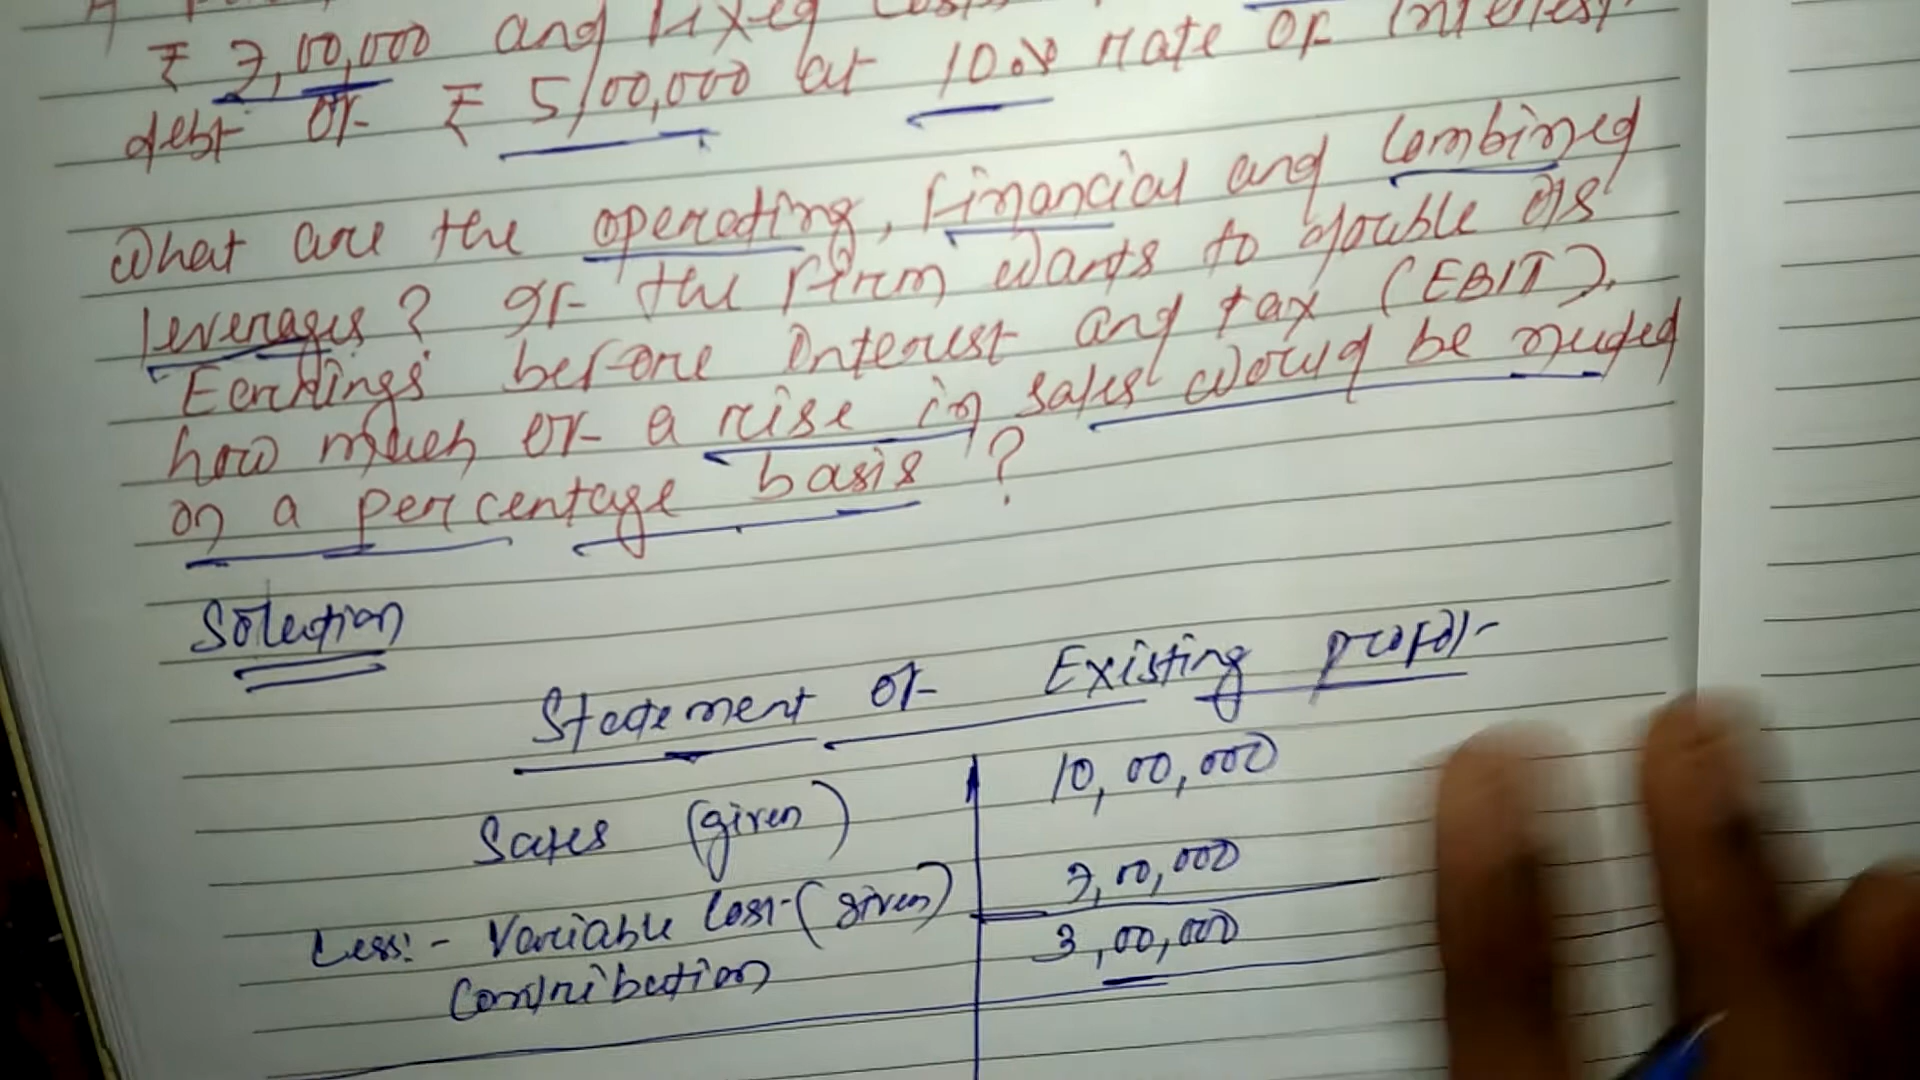 ₹ 7,00,000 and Fixed Costs
debt of ₹ 5,00,000 at 10% rate of interest.
What are the operating, Financial and Combined
leverages? If the Firm wants to double its
Earnings before interest and tax (EBIT),
how much of a rise in sales would be needed
on a percentage basis?
Solution
Statement of Existing profit
Sales (given) 10,00,000
Less:- Variable Cost (given) 7,00,000
Contribution 3,00,000